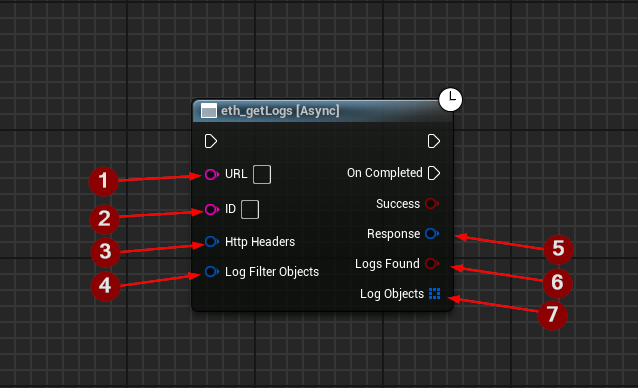 eth_getLogs [Async]
1 URL
On Completed
2 ID
Success
3 Http Headers
Response 5
4 Log Filter Objects
Logs Found 6
Log Objects 7